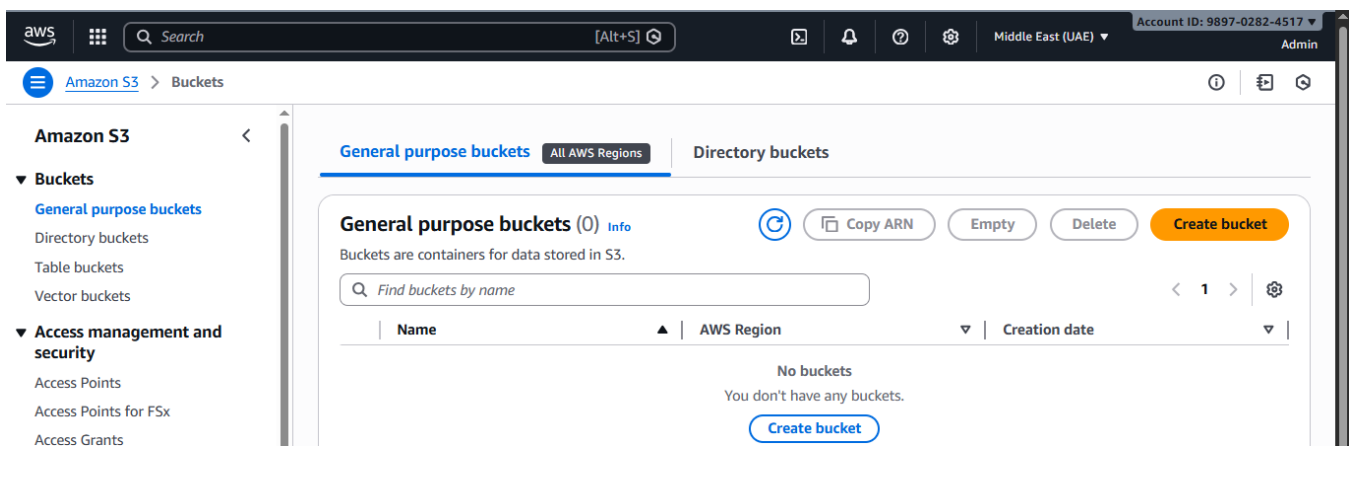 aws Search [Alt+S] Middle East (UAE) ▼ Account ID: 9897-0282-4517 ▼
Admin
Amazon S3 > Buckets
Amazon S3
▼ Buckets
General purpose buckets
Directory buckets
Table buckets
Vector buckets
▼ Access management and
security
Access Points
Access Points for FSx
Access Grants
General purpose buckets All AWS Regions Directory buckets
General purpose buckets (0) Info Copy ARN Empty Delete Create bucket
Buckets are containers for data stored in S3.
Find buckets by name < 1 >
Name ▲ AWS Region Creation date
No buckets
You don't have any buckets.
Create bucket